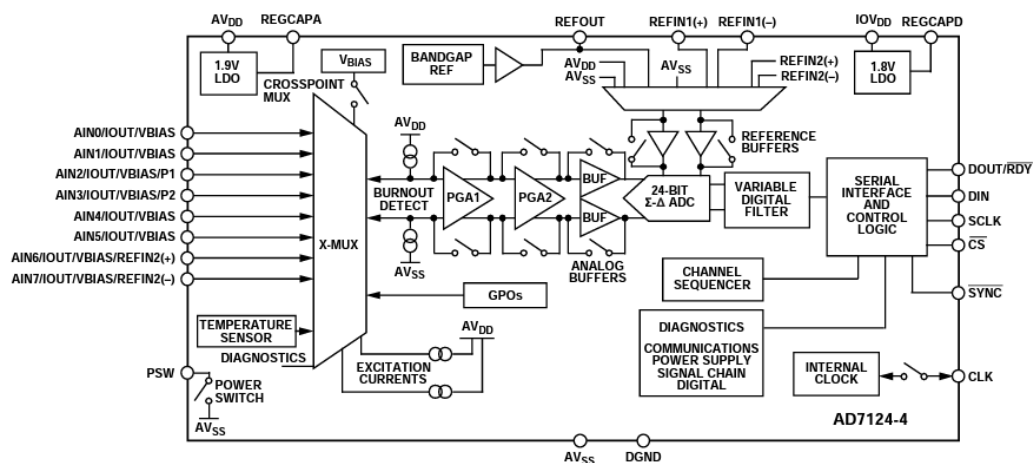 AVDD
REGCAPA
REFOUT
REFIN1(+)
REFIN1(–)
IOVDD
REGCAPD
1.9V
LDO
VBIAS
BANDGAP
REF
AVDD
AVSS
AVSS
REFIN2(+)
REFIN2(–)
1.8V
LDO
CROSSPOINT
MUX
AIN0/IOUT/VBIAS
AIN1/IOUT/VBIAS
AIN2/IOUT/VBIAS/P1
AIN3/IOUT/VBIAS/P2
AIN4/IOUT/VBIAS
AIN5/IOUT/VBIAS
AIN6/IOUT/VBIAS/REFIN2(+)
AIN7/IOUT/VBIAS/REFIN2(–)
AVDD
BURNOUT
DETECT
AVSS
X-MUX
PGA1
PGA2
BUF
BUF
ANALOG
BUFFERS
REFERENCE
BUFFERS
24-BIT
Σ-Δ ADC
VARIABLE
DIGITAL
FILTER
SERIAL
INTERFACE
AND
CONTROL
LOGIC
DOUT/RDY
DIN
SCLK
CS
SYNC
GPOs
CHANNEL
SEQUENCER
TEMPERATURE
SENSOR
DIAGNOSTICS
AVDD
EXCITATION
CURRENTS
DIAGNOSTICS
COMMUNICATIONS
POWER SUPPLY
SIGNAL CHAIN
DIGITAL
PSW
POWER
SWITCH
AVSS
INTERNAL
CLOCK
CLK
AD7124-4
AVSS
DGND